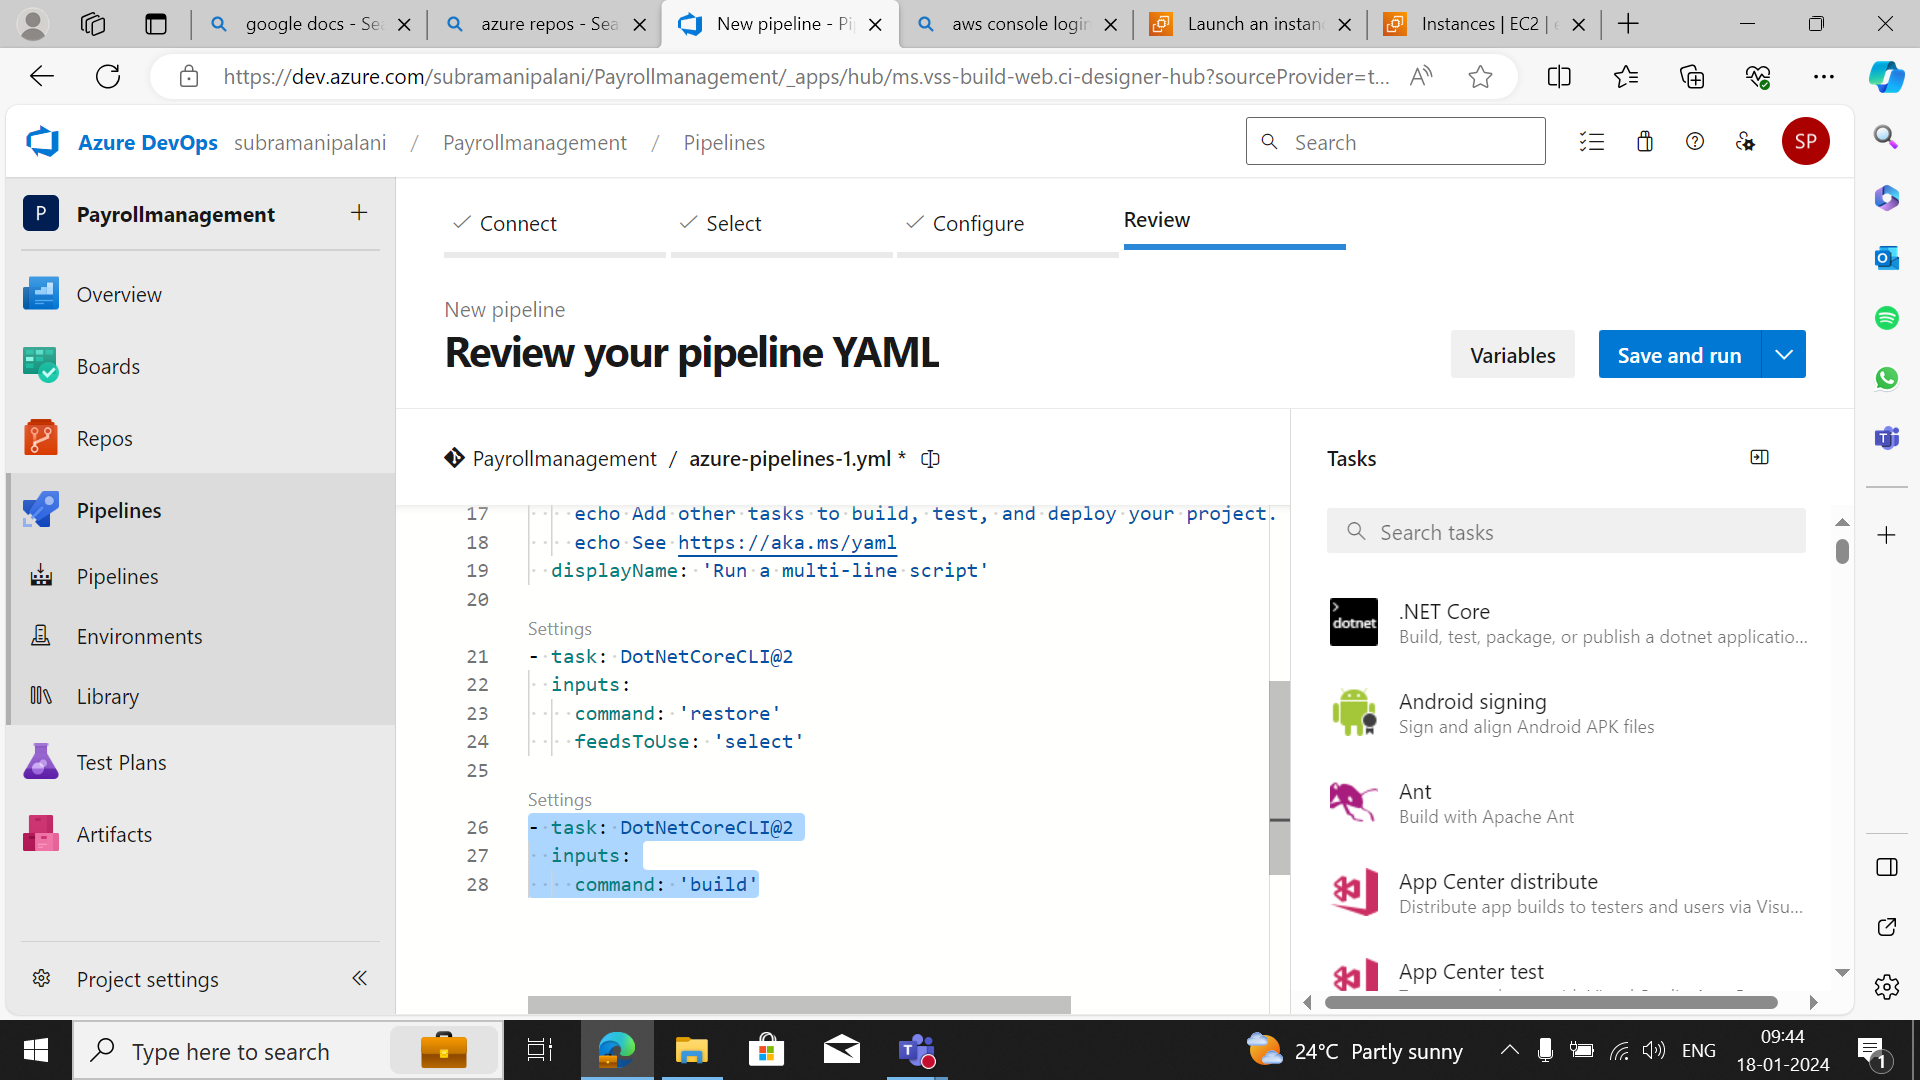 google docs - Sea
azure repos - Sea
New pipeline - Pip
aws console login
Launch an instanc
Instances | EC2 | e
https://dev.azure.com/subramanipalani/Payrollmanagement/_apps/hub/ms.vss-build-web.ci-designer-hub?sourceProvider=t...
Azure DevOps subramanipalani / Payrollmanagement / Pipelines
Search
SP
P Payrollmanagement
Overview
Boards
Repos
Pipelines
Pipelines
Environments
Library
Test Plans
Artifacts
Project settings
Connect
Select
Configure
Review
New pipeline
Review your pipeline YAML
Variables
Save and run
Payrollmanagement / azure-pipelines-1.yml *
17 echo Add other tasks to build, test, and deploy your project.
18 echo See https://aka.ms/yaml
19 displayName: 'Run a multi-line script'
20
Settings
21 - task: DotNetCoreCLI@2
22 inputs:
23 command: 'restore'
24 feedsToUse: 'select'
25
Settings
26 - task: DotNetCoreCLI@2
27 inputs:
28 command: 'build'
Tasks
Search tasks
dotnet
.NET Core
Build, test, package, or publish a dotnet applicatio...
Android signing
Sign and align Android APK files
Ant
Build with Apache Ant
App Center distribute
Distribute app builds to testers and users via Visu...
App Center test
Type here to search
24°C Partly sunny
ENG
09:44
18-01-2024
1